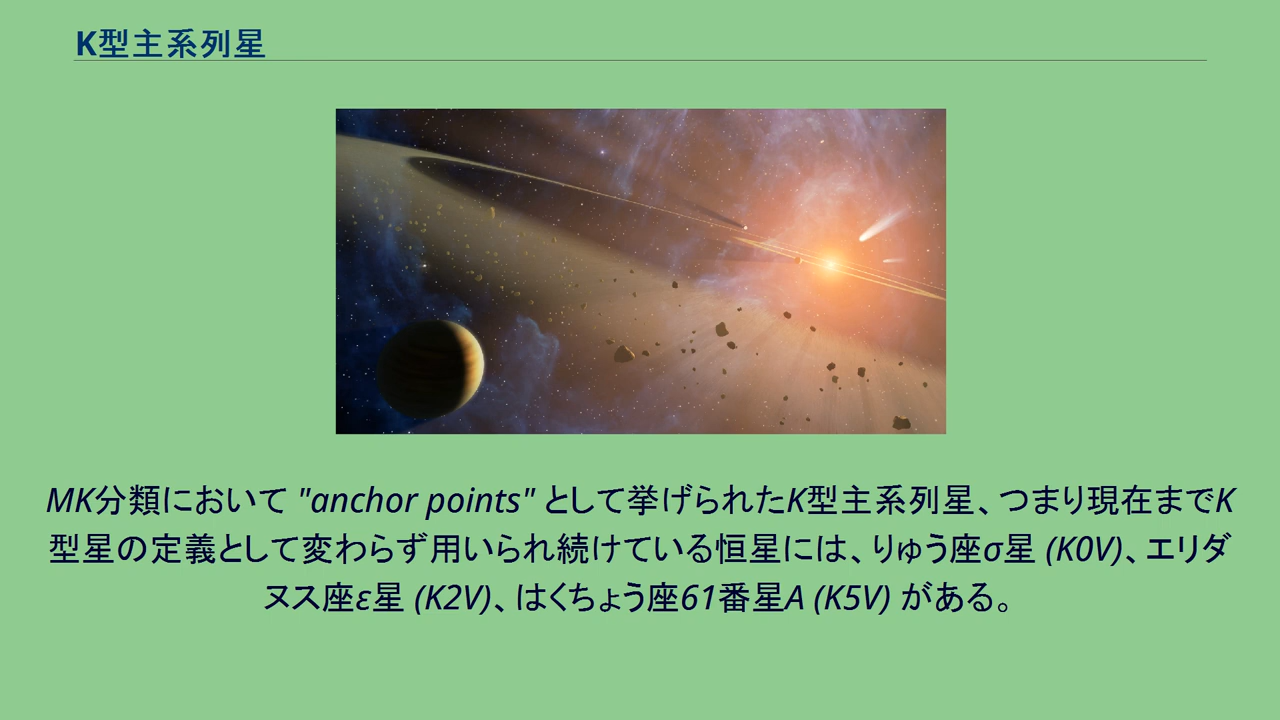 K型主系列星
MK分類において "anchor points" として挙げられたK型主系列星、つまり現在までK
型星の定義として変わらず用いられ続けている恒星には、りゅう座σ星 (K0V)、エリダ
ヌス座ε星 (K2V)、はくちょう座61番星A (K5V) がある。